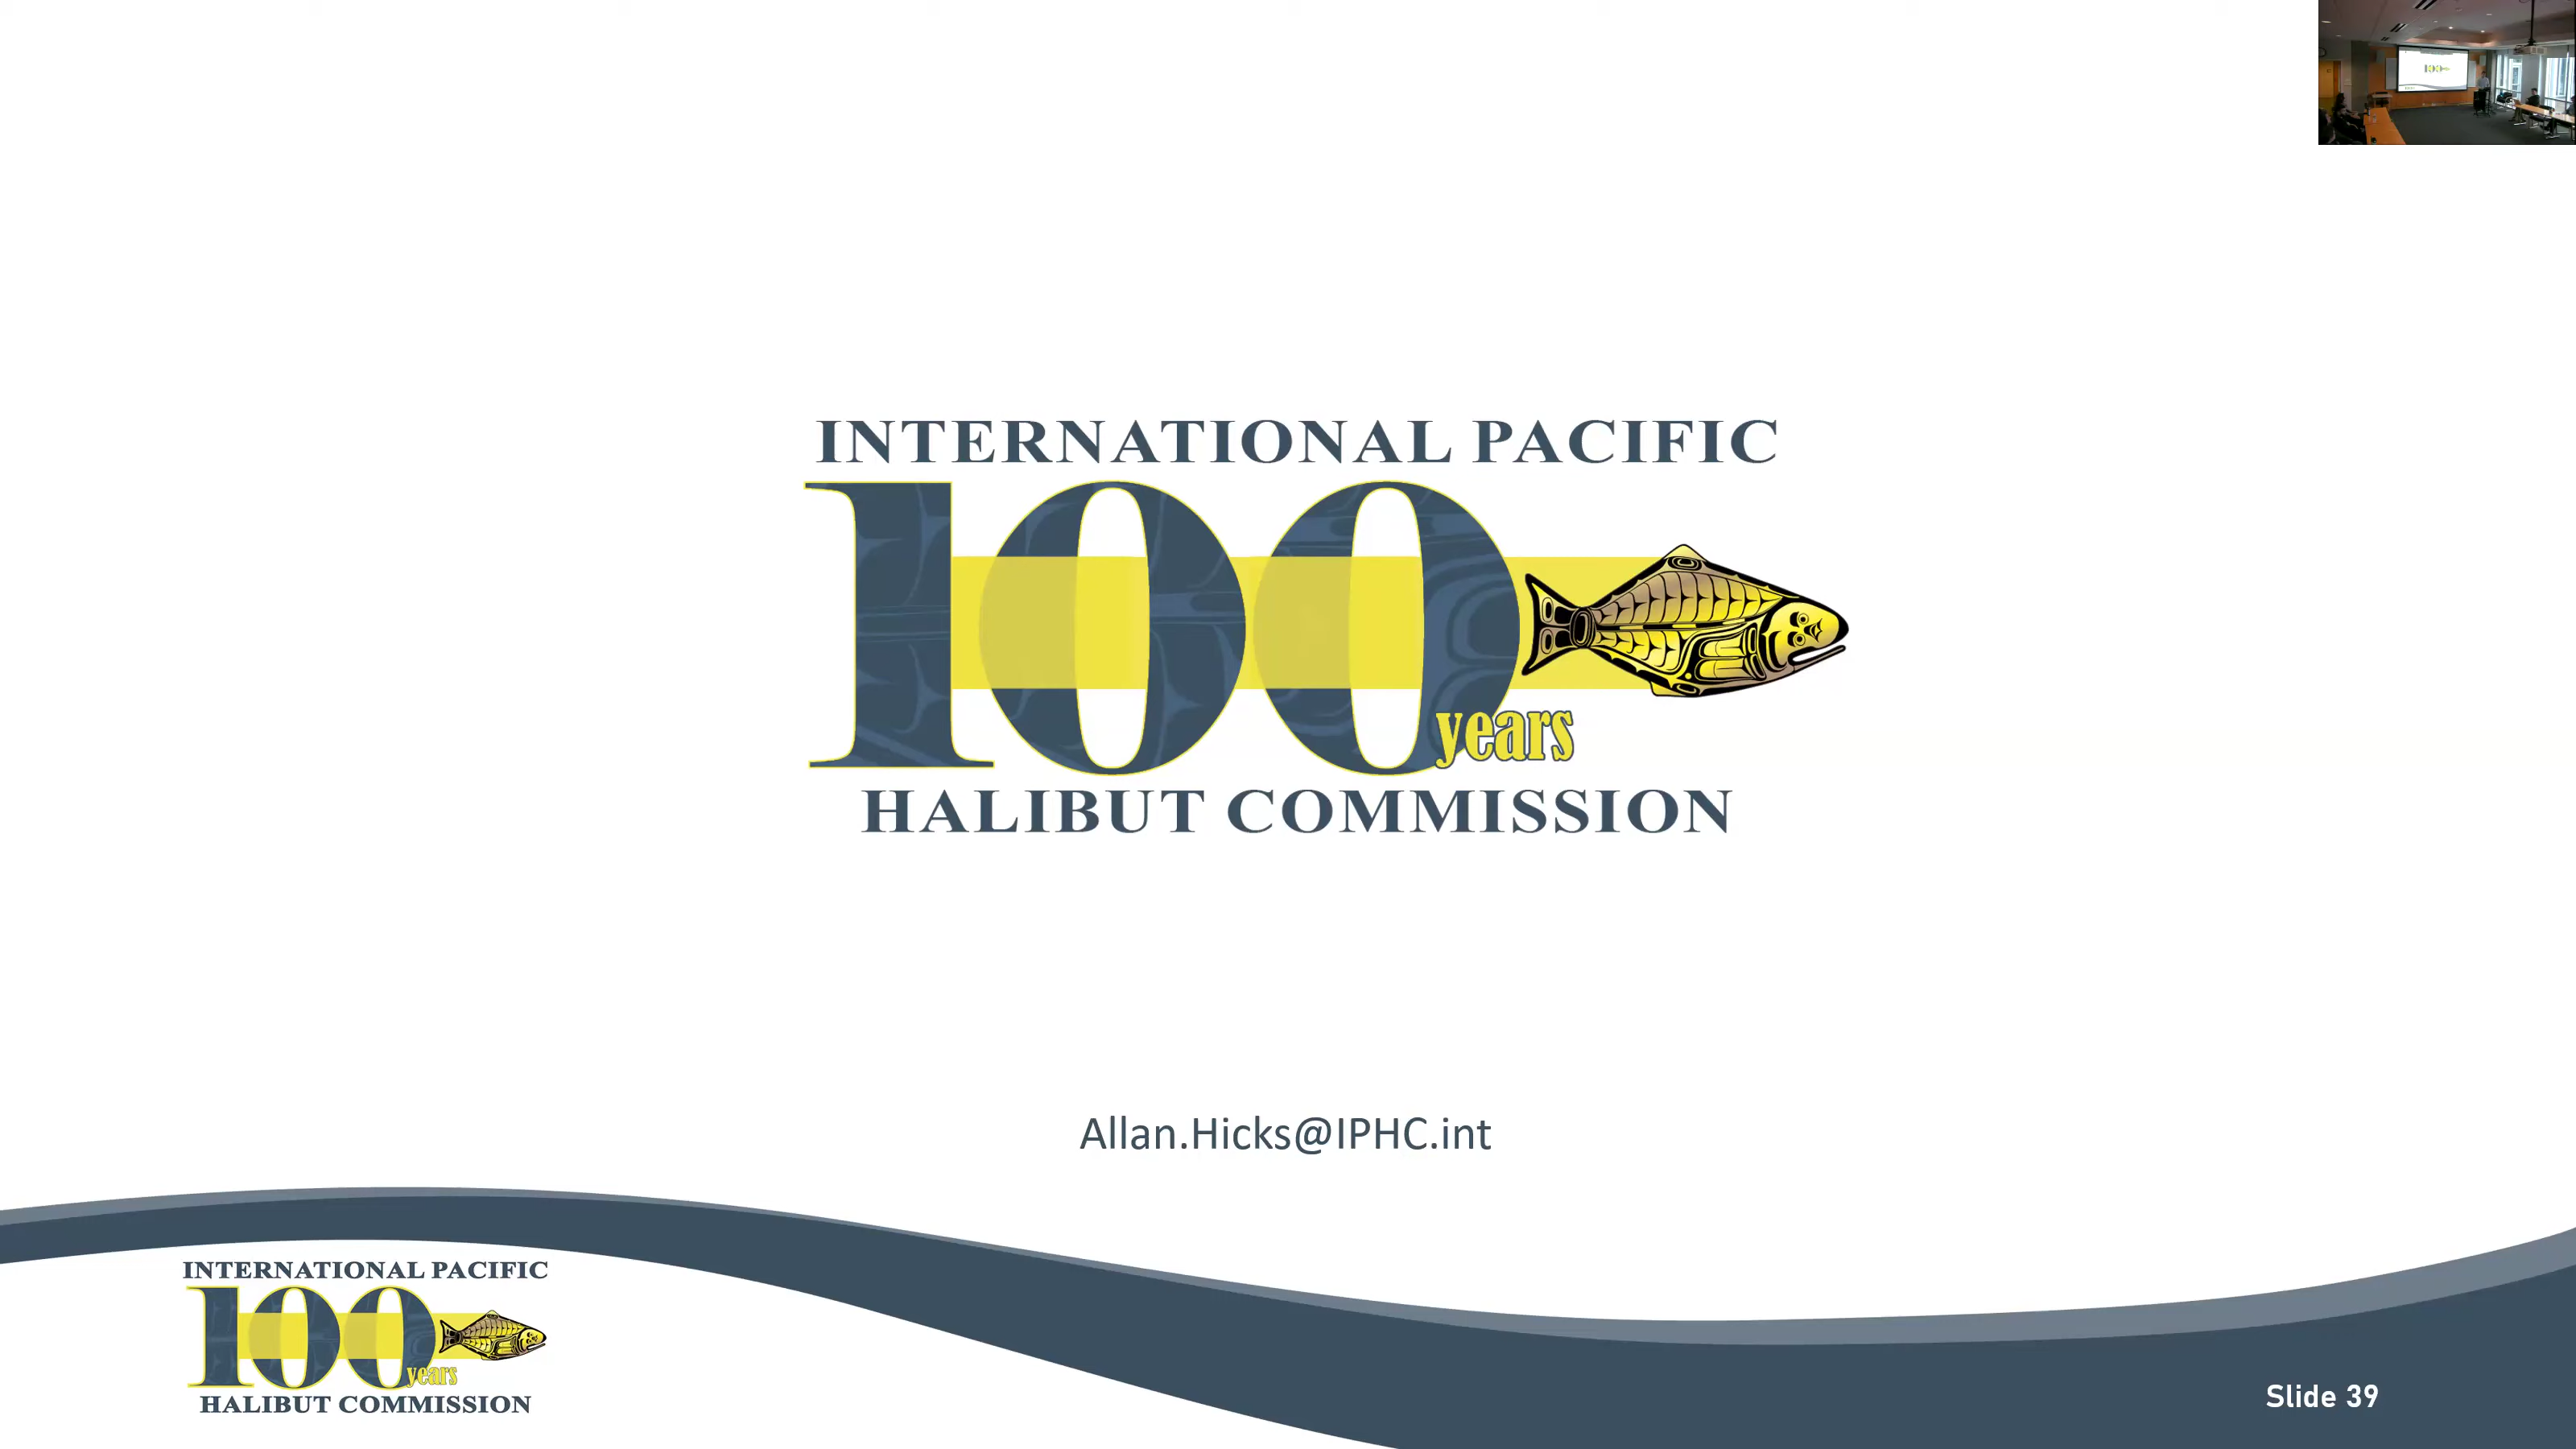 INTERNATIONAL PACIFIC
100
years
HALIBUT COMMISSION
Allan.Hicks@IPHC.int
INTERNATIONAL PACIFIC
100
years
HALIBUT COMMISSION
Slide 39